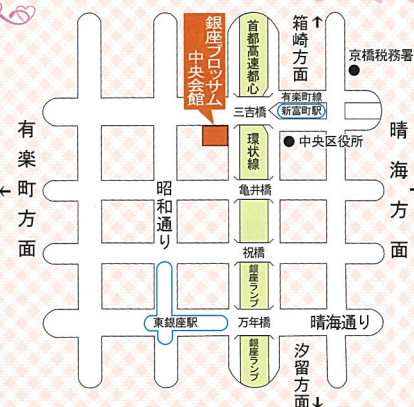 首都高速都心
環状線
箱崎方面
↑
京橋税務署
銀座ブロッサム
中央会館
三吉橋
有楽町線
新富町駅
中央区役所
有楽町方面
←
晴海方面
昭和通り
亀井橋
祝橋
銀座ランプ
東銀座駅
万年橋
晴海通り
銀座ランプ
汐留方面
↓